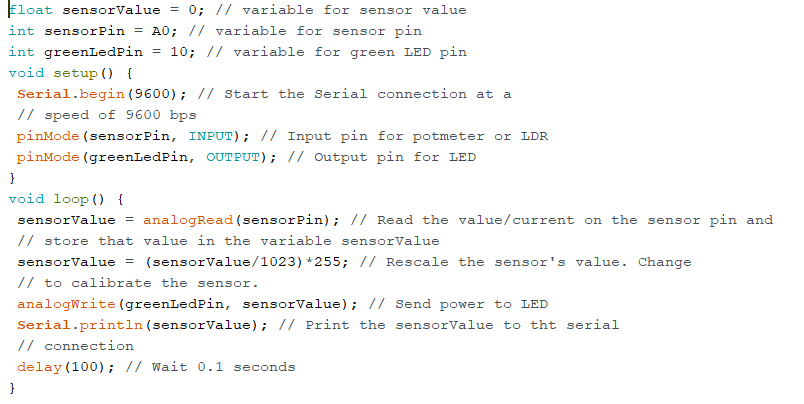 float sensorValue = 0; // variable for sensor value
int sensorPin = A0; // variable for sensor pin
int greenLedPin = 10; // variable for green LED pin
void setup() {
Serial.begin(9600); // Start the Serial connection at a
// speed of 9600 bps
pinMode(sensorPin, INPUT); // Input pin for potmeter or LDR
pinMode(greenLedPin, OUTPUT); // Output pin for LED
}
void loop() {
sensorValue = analogRead(sensorPin); // Read the value/current on the sensor pin and
// store that value in the variable sensorValue
sensorValue = (sensorValue/1023)*255; // Rescale the sensor's value. Change
// to calibrate the sensor.
analogWrite(greenLedPin, sensorValue); // Send power to LED
Serial.println(sensorValue); // Print the sensorValue to tht serial
// connection
delay(100); // Wait 0.1 seconds
}